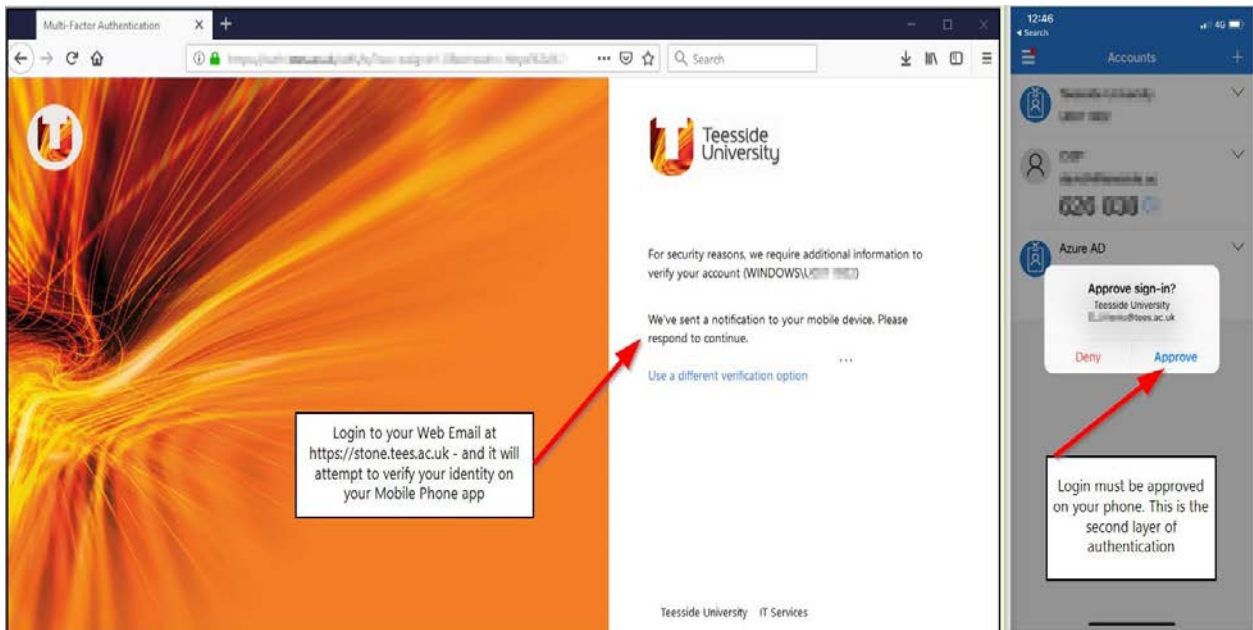 Multi-Factor Authentication
Search
Teesside
University
For security reasons, we require additional information to
verify your account (WINDOWS\
We've sent a notification to your mobile device. Please
respond to continue.
...
Use a different verification option
Login to your Web Email at
https://stone.tees.ac.uk - and it will
attempt to verify your identity on
your Mobile Phone app
Teesside University IT Services
12:46
4G
Search
Accounts
Azure AD
Approve sign-in?
Teesside University
@tees.ac.uk
Deny Approve
Login must be approved
on your phone. This is the
second layer of
authentication